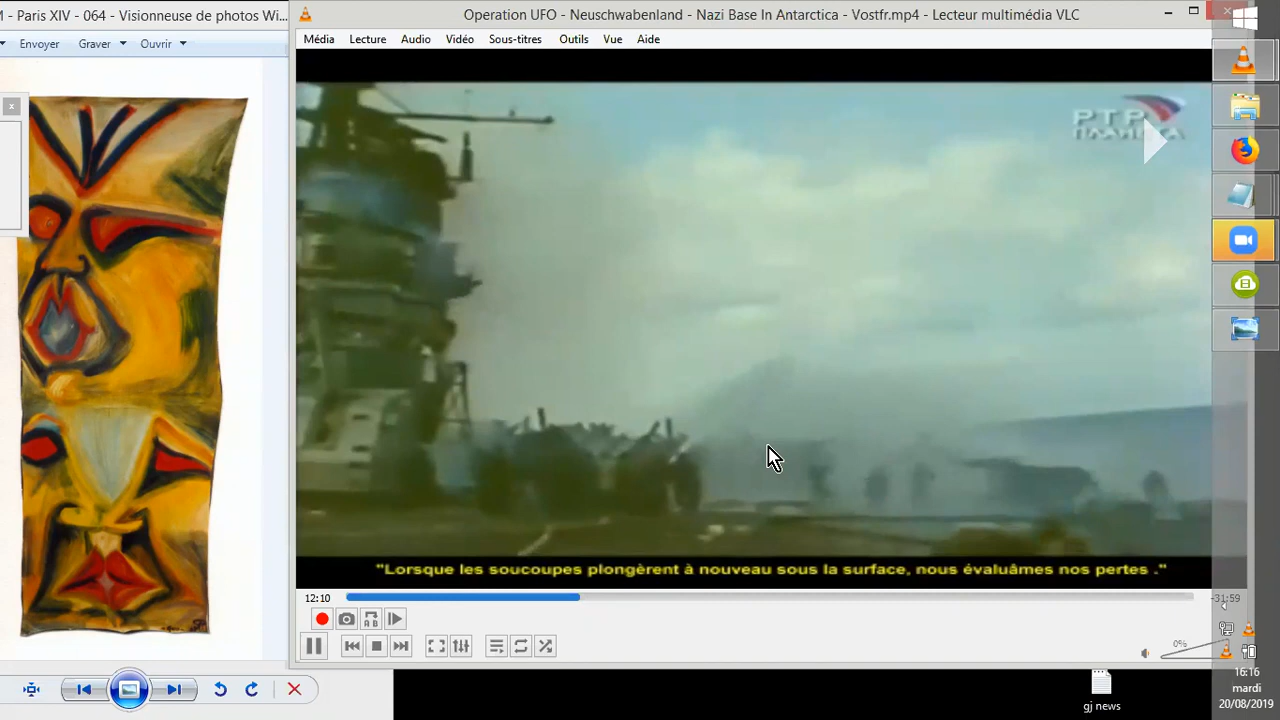 M - Paris XIV - 064 - Visionneuse de photos Wi...
Envoyer Graver Ouvrir
Operation UFO - Neuschwabenland - Nazi Base In Antarctica - Vostfr.mp4 - Lecteur multimédia VLC
Média Lecture Audio Vidéo Sous-titres Outils Vue Aide
РТР
ПЛАНЕТА
"Lorsque les soucoupes plongèrent à nouveau sous la surface, nous évaluâmes nos pertes ."
12:10
-31:59
A B
0%
gj news
16:16
mardi
20/08/2019